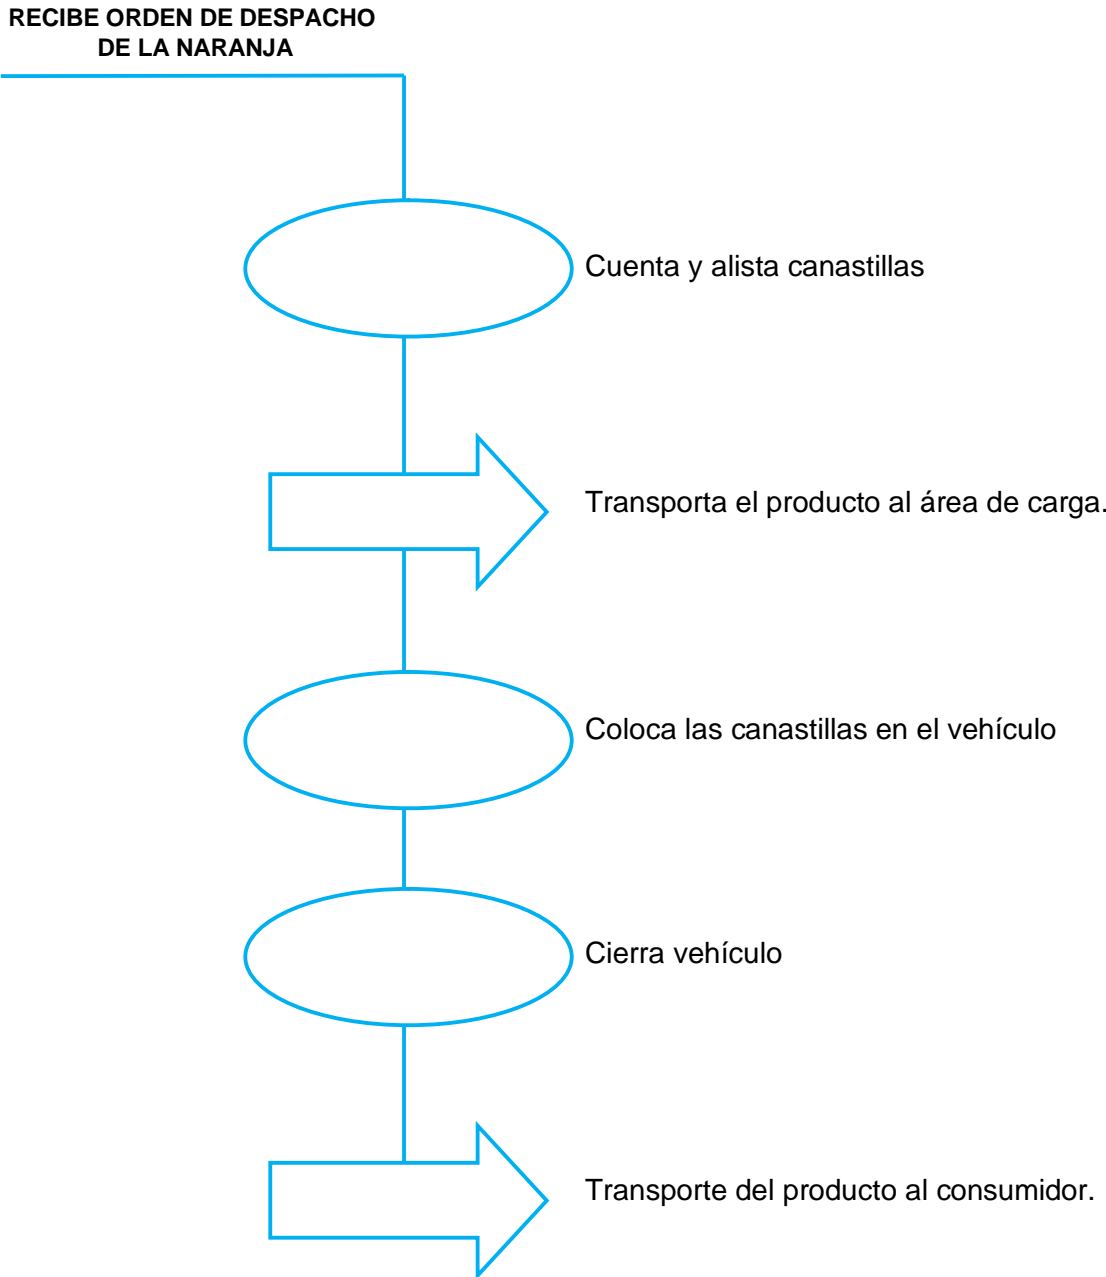 RECIBE ORDEN DE DESPACHO
DE LA NARANJA
Cuenta y alista canastillas
Transporta el producto al área de carga.
Coloca las canastillas en el vehículo
Cierra vehículo
Transporte del producto al consumidor.